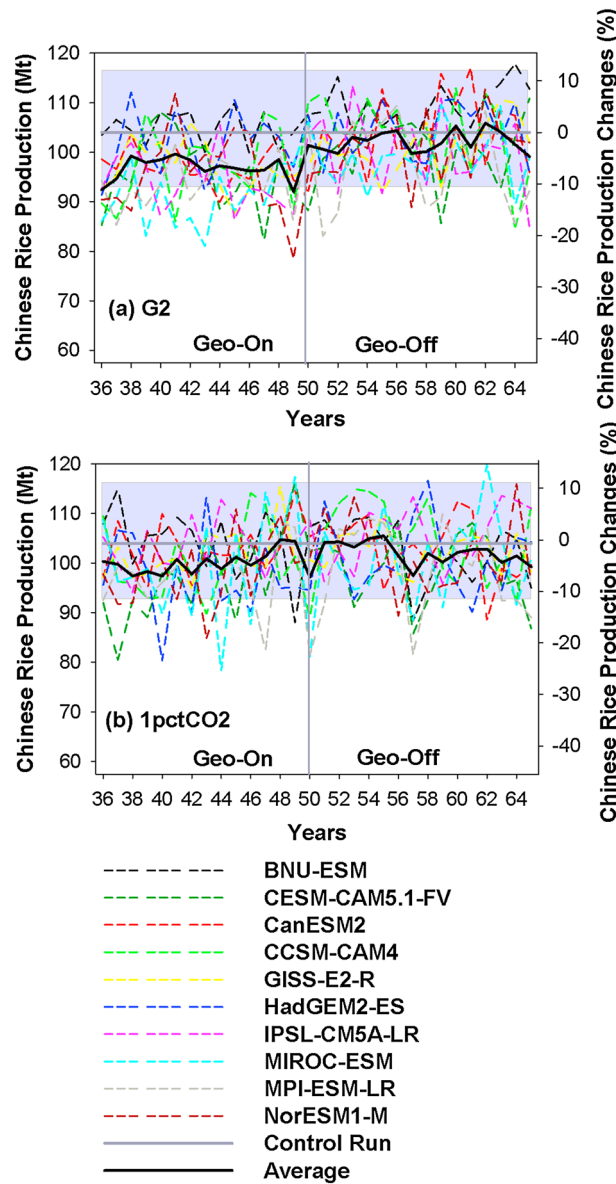 Chinese Rice Production (Mt)
120
110
100
90
80
70
60
10
0
-10
-20
-30
-40
Chinese Rice Production Changes (%)
(a) G2
Geo-On
Geo-Off
36 38 40 42 44 46 48 50 52 54 56 58 60 62 64
Years
Chinese Rice Production (Mt)
120
110
100
90
80
70
60
10
0
-10
-20
-30
-40
Chinese Rice Production Changes (%)
(b) 1pctCO2
Geo-On
Geo-Off
36 38 40 42 44 46 48 50 52 54 56 58 60 62 64
Years
BNU-ESM
CESM-CAM5.1-FV
CanESM2
CCSM-CAM4
GISS-E2-R
HadGEM2-ES
IPSL-CM5A-LR
MIROC-ESM
MPI-ESM-LR
NorESM1-M
Control Run
Average